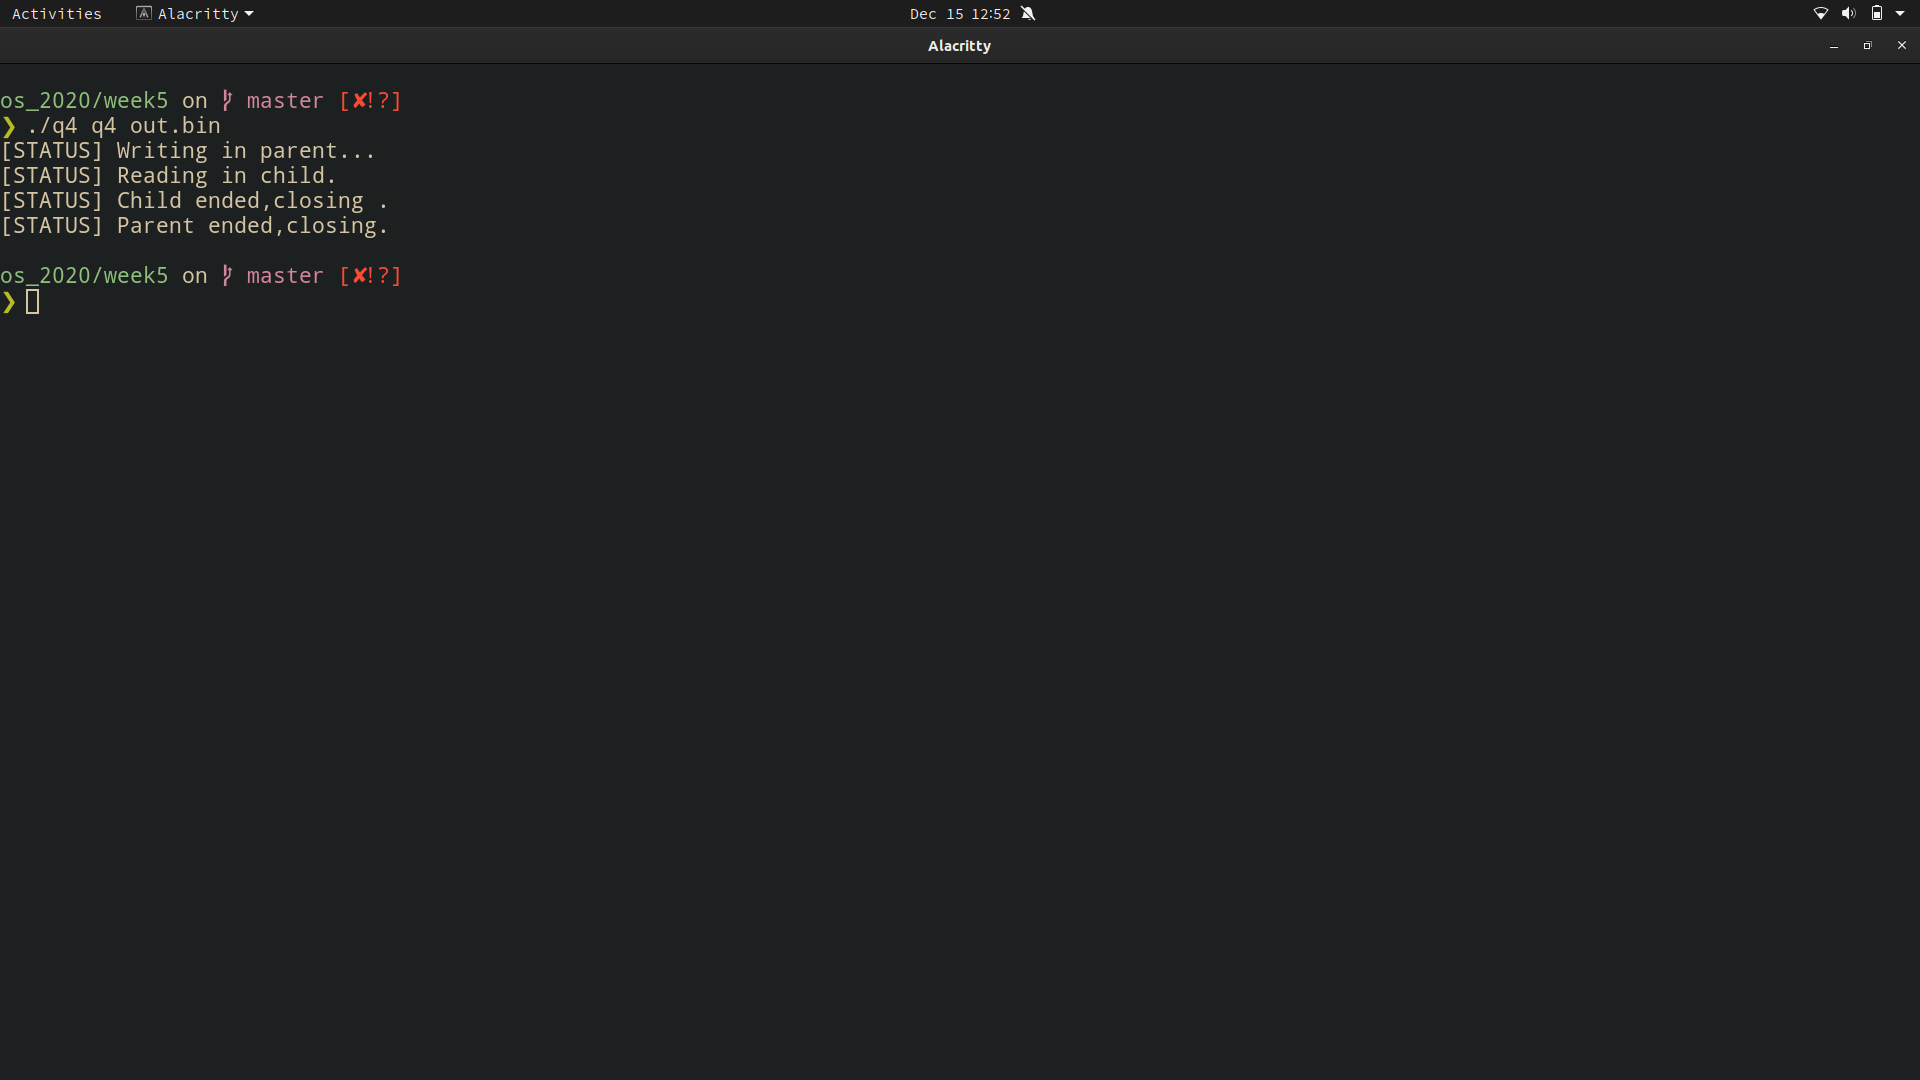 Activities Alacritty Dec 15 12:52
Alacritty
os_2020/week5 on master [✘!?]
❯ ./q4 q4 out.bin
[STATUS] Writing in parent...
[STATUS] Reading in child.
[STATUS] Child ended,closing .
[STATUS] Parent ended,closing.
os_2020/week5 on master [✘!?]
❯